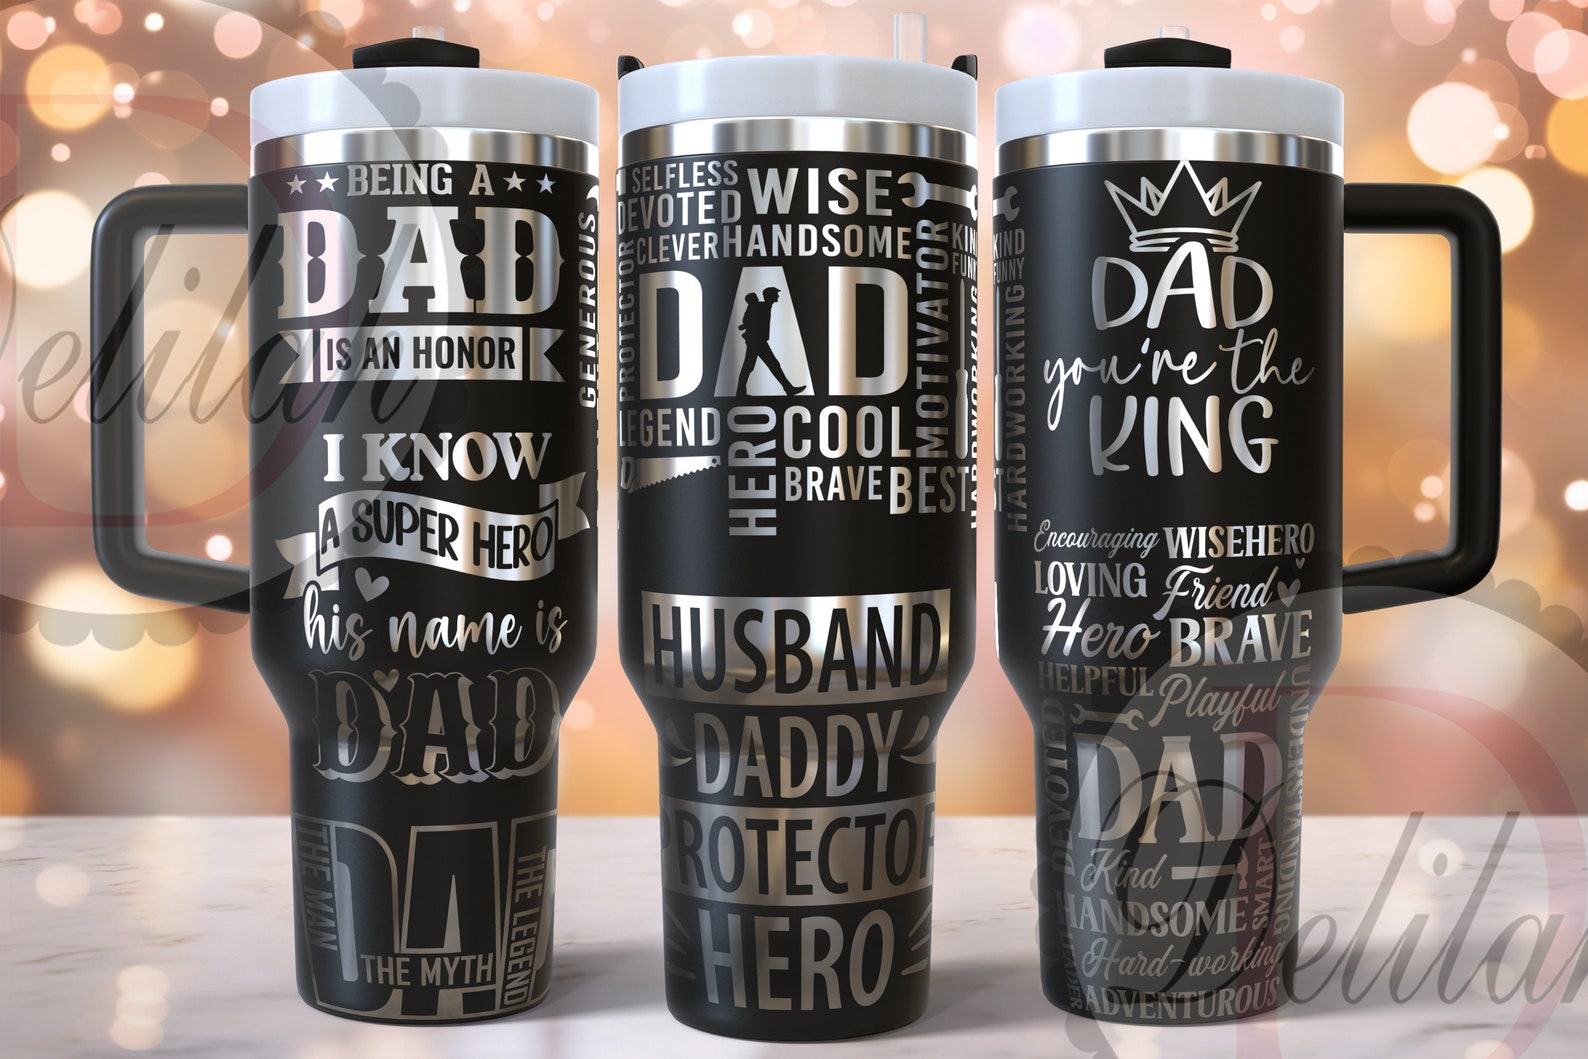 ★★ BEING A ★★
DAD
IS AN HONOR
GENEROUS
I KNOW
A SUPER HERO
his name is
DAD
THE MAN
DAD
THE MYTH
THE LEGEND
SELFLESS
DEVOTED
WISE
CLEVER
HANDSOME
PROTECTOR
DAD
MOTIVATOR
KIND
FUNNY
HARDWORKING
LEGEND
HERO
COOL
BRAVE
BEST
HUSBAND
DADDY
PROTECTOR
HERO
KIND
FUNNY
HARDWORKING
DAD
you're the
KING
Encouraging WISEHERO
LOVING Friend
Hero BRAVE
HELPFUL Playful
UNDERSTANDING
DEVOTED
DAD
Kind
SMART
HANDSOME
Hard-working
ADVENTUROUS
Delilah
Delilah